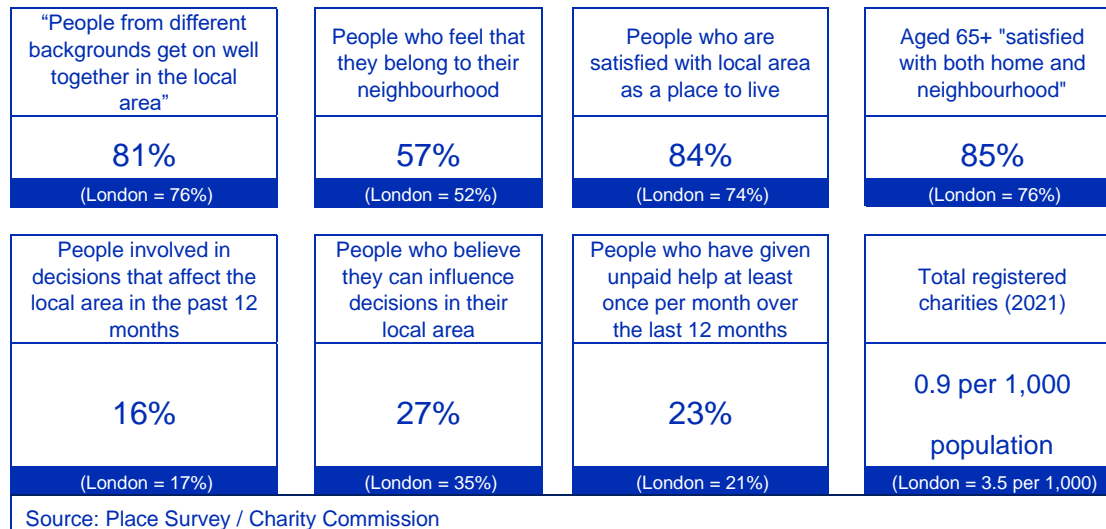 “People from different
backgrounds get on well
together in the local
area”
81%
(London = 76%)
People who feel that
they belong to their
neighbourhood
57%
(London = 52%)
People who are
satisfied with local area
as a place to live
84%
(London = 74%)
Aged 65+ "satisfied
with both home and
neighbourhood"
85%
(London = 76%)
People involved in
decisions that affect the
local area in the past 12
months
16%
(London = 17%)
People who believe
they can influence
decisions in their
local area
27%
(London = 35%)
People who have given
unpaid help at least
once per month over
the last 12 months
23%
(London = 21%)
Total registered
charities (2021)
0.9 per 1,000
population
(London = 3.5 per 1,000)
Source: Place Survey / Charity Commission